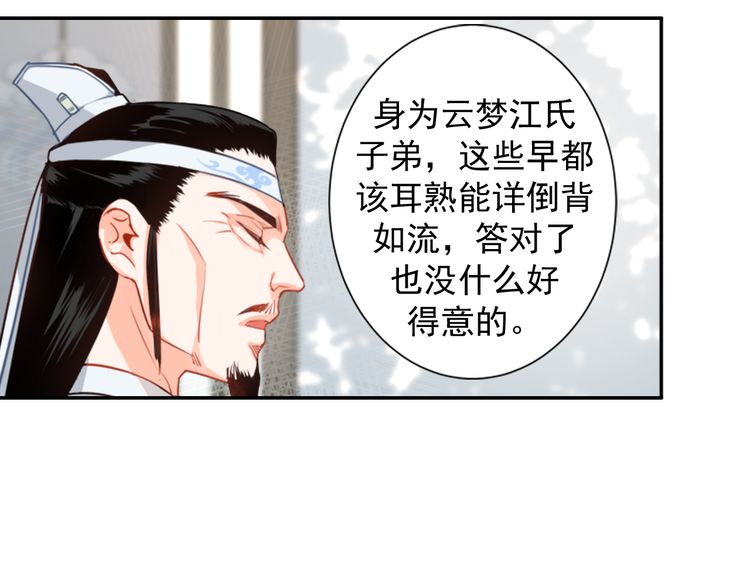 身为云梦江氏
子弟，这些早都
该耳熟能详倒背
如流，答对了
也没什么好
得意的。